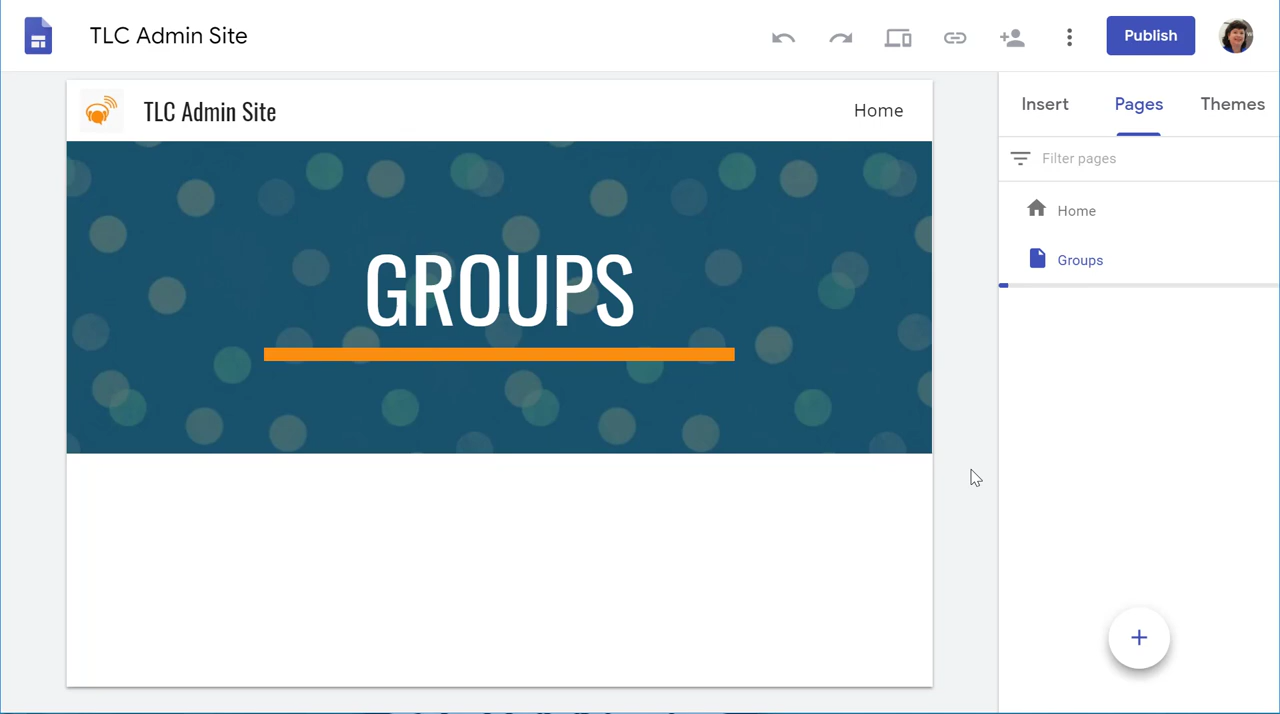 TLC Admin Site
Publish
TLC Admin Site
Home
GROUPS
Insert
Pages
Themes
Filter pages
Home
Groups